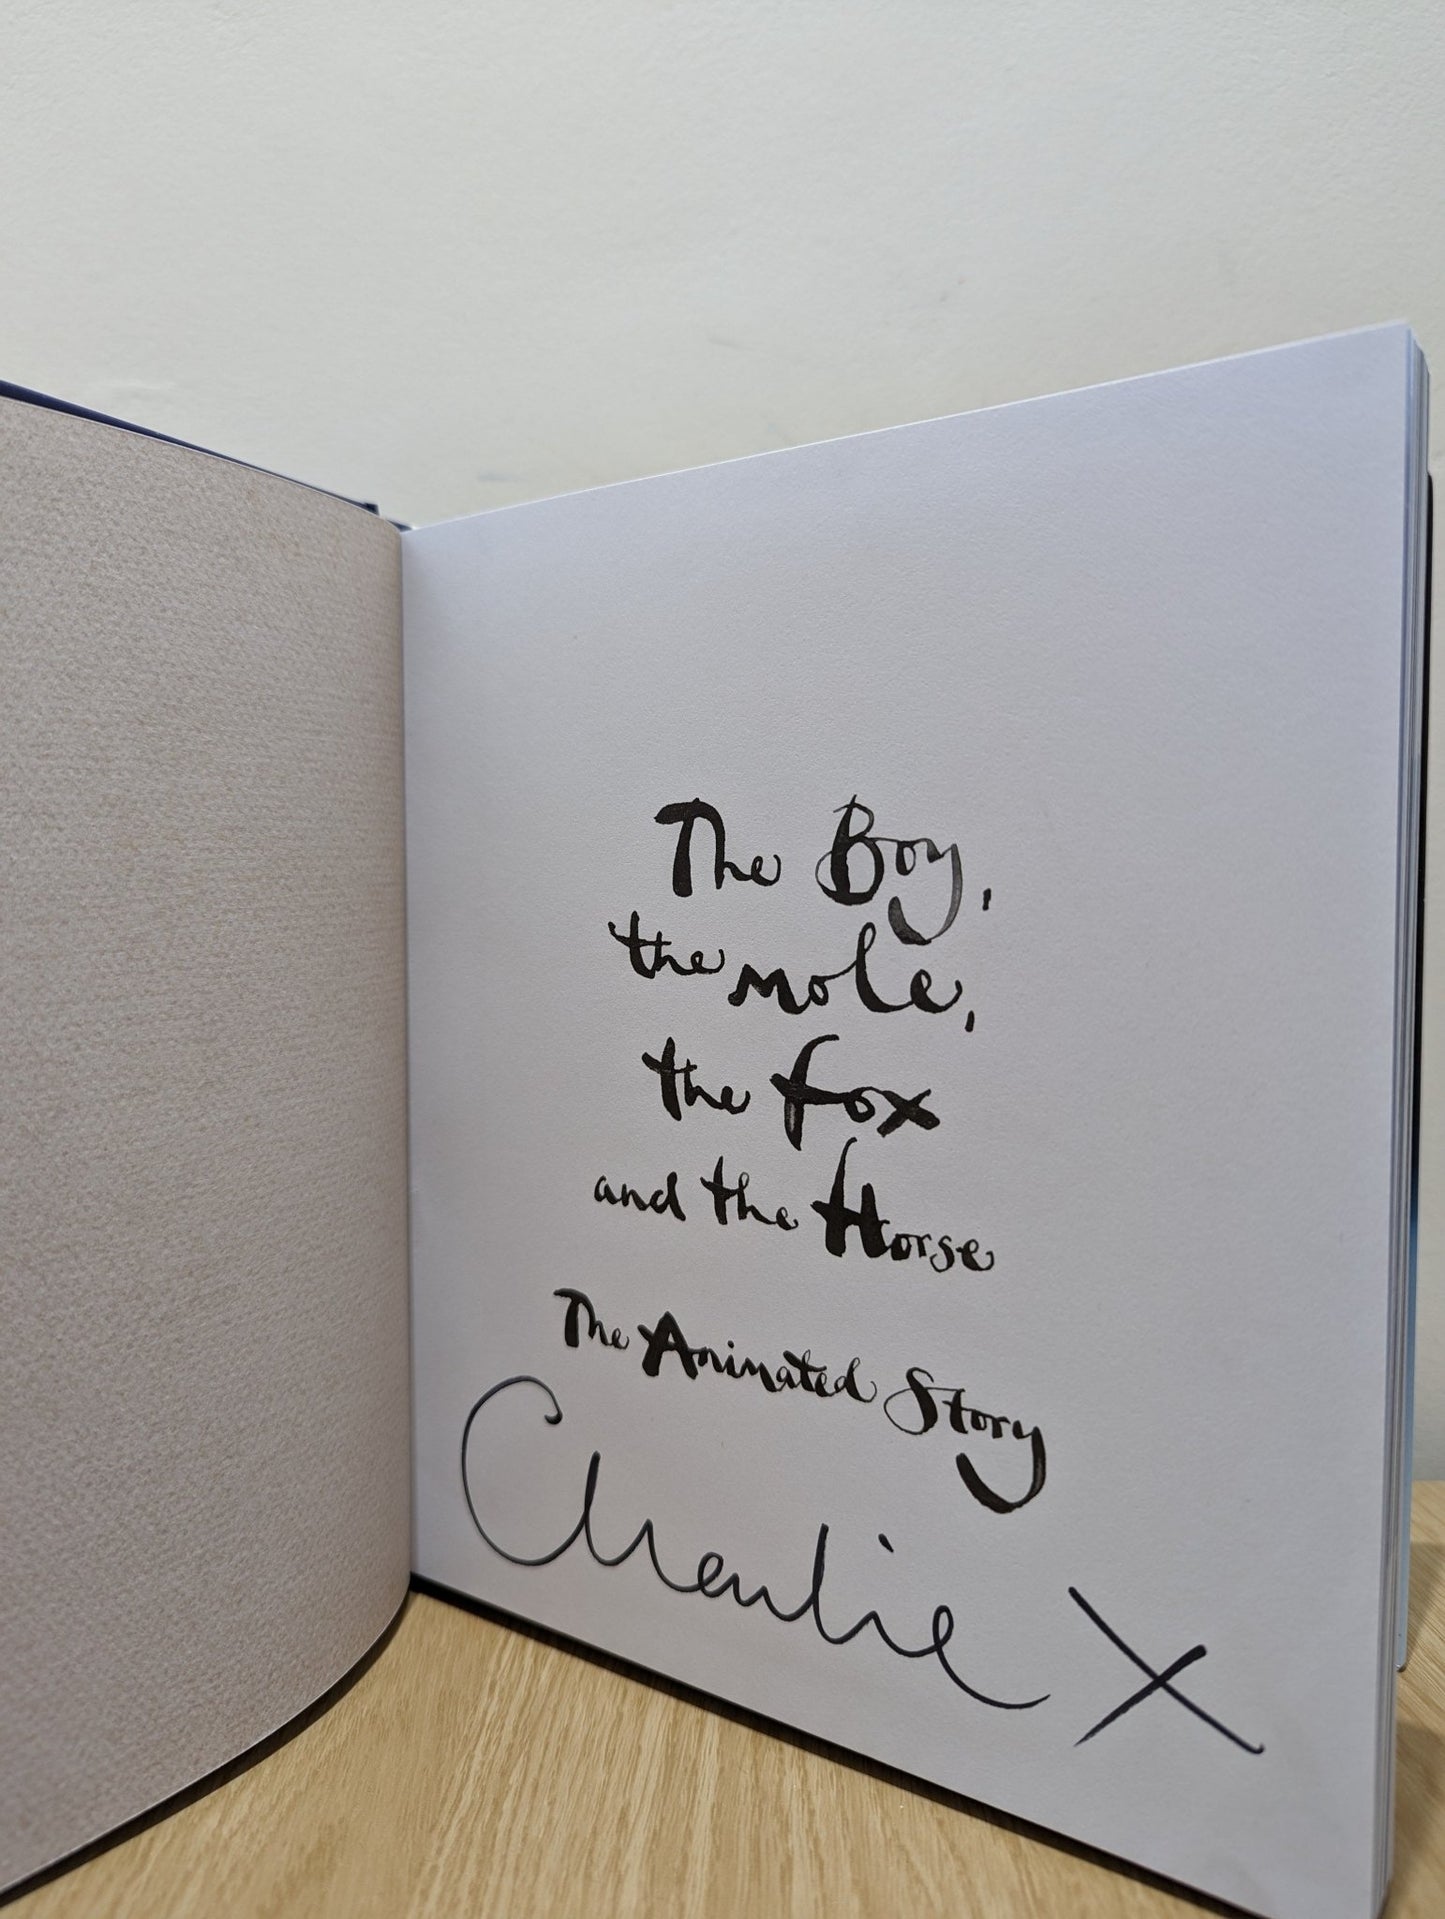 The Boy,
the mole,
the fox
and the Horse
The Animated Story
Charlie X